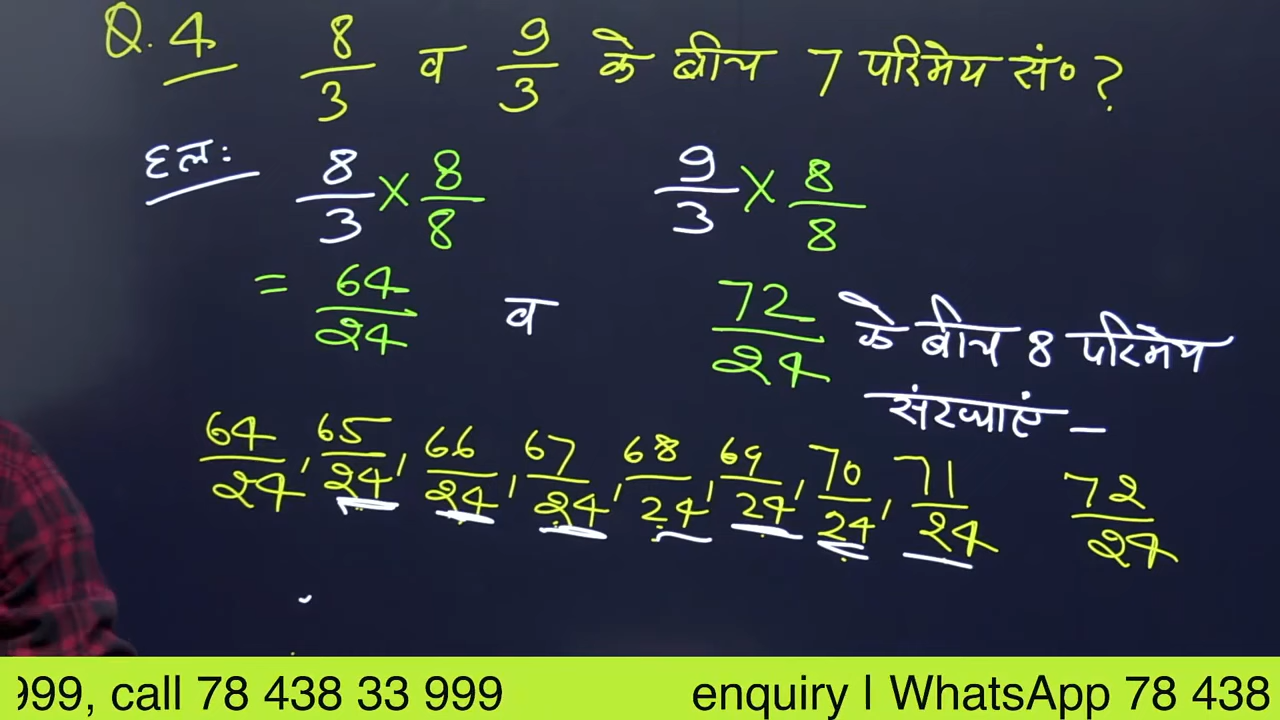 Q.4 8/3 व 9/3 के बीच 7 परिमेय सं० ?
हल: 8/3 × 8/8 9/3 × 8/8
= 64/24 व 72/24 के बीच 8 परिमेय
संख्याएं –
64/24, 65/24, 66/24, 67/24, 68/24, 69/24, 70/24, 71/24 72/24
999, call 78 438 33 999 enquiry | WhatsApp 78 438